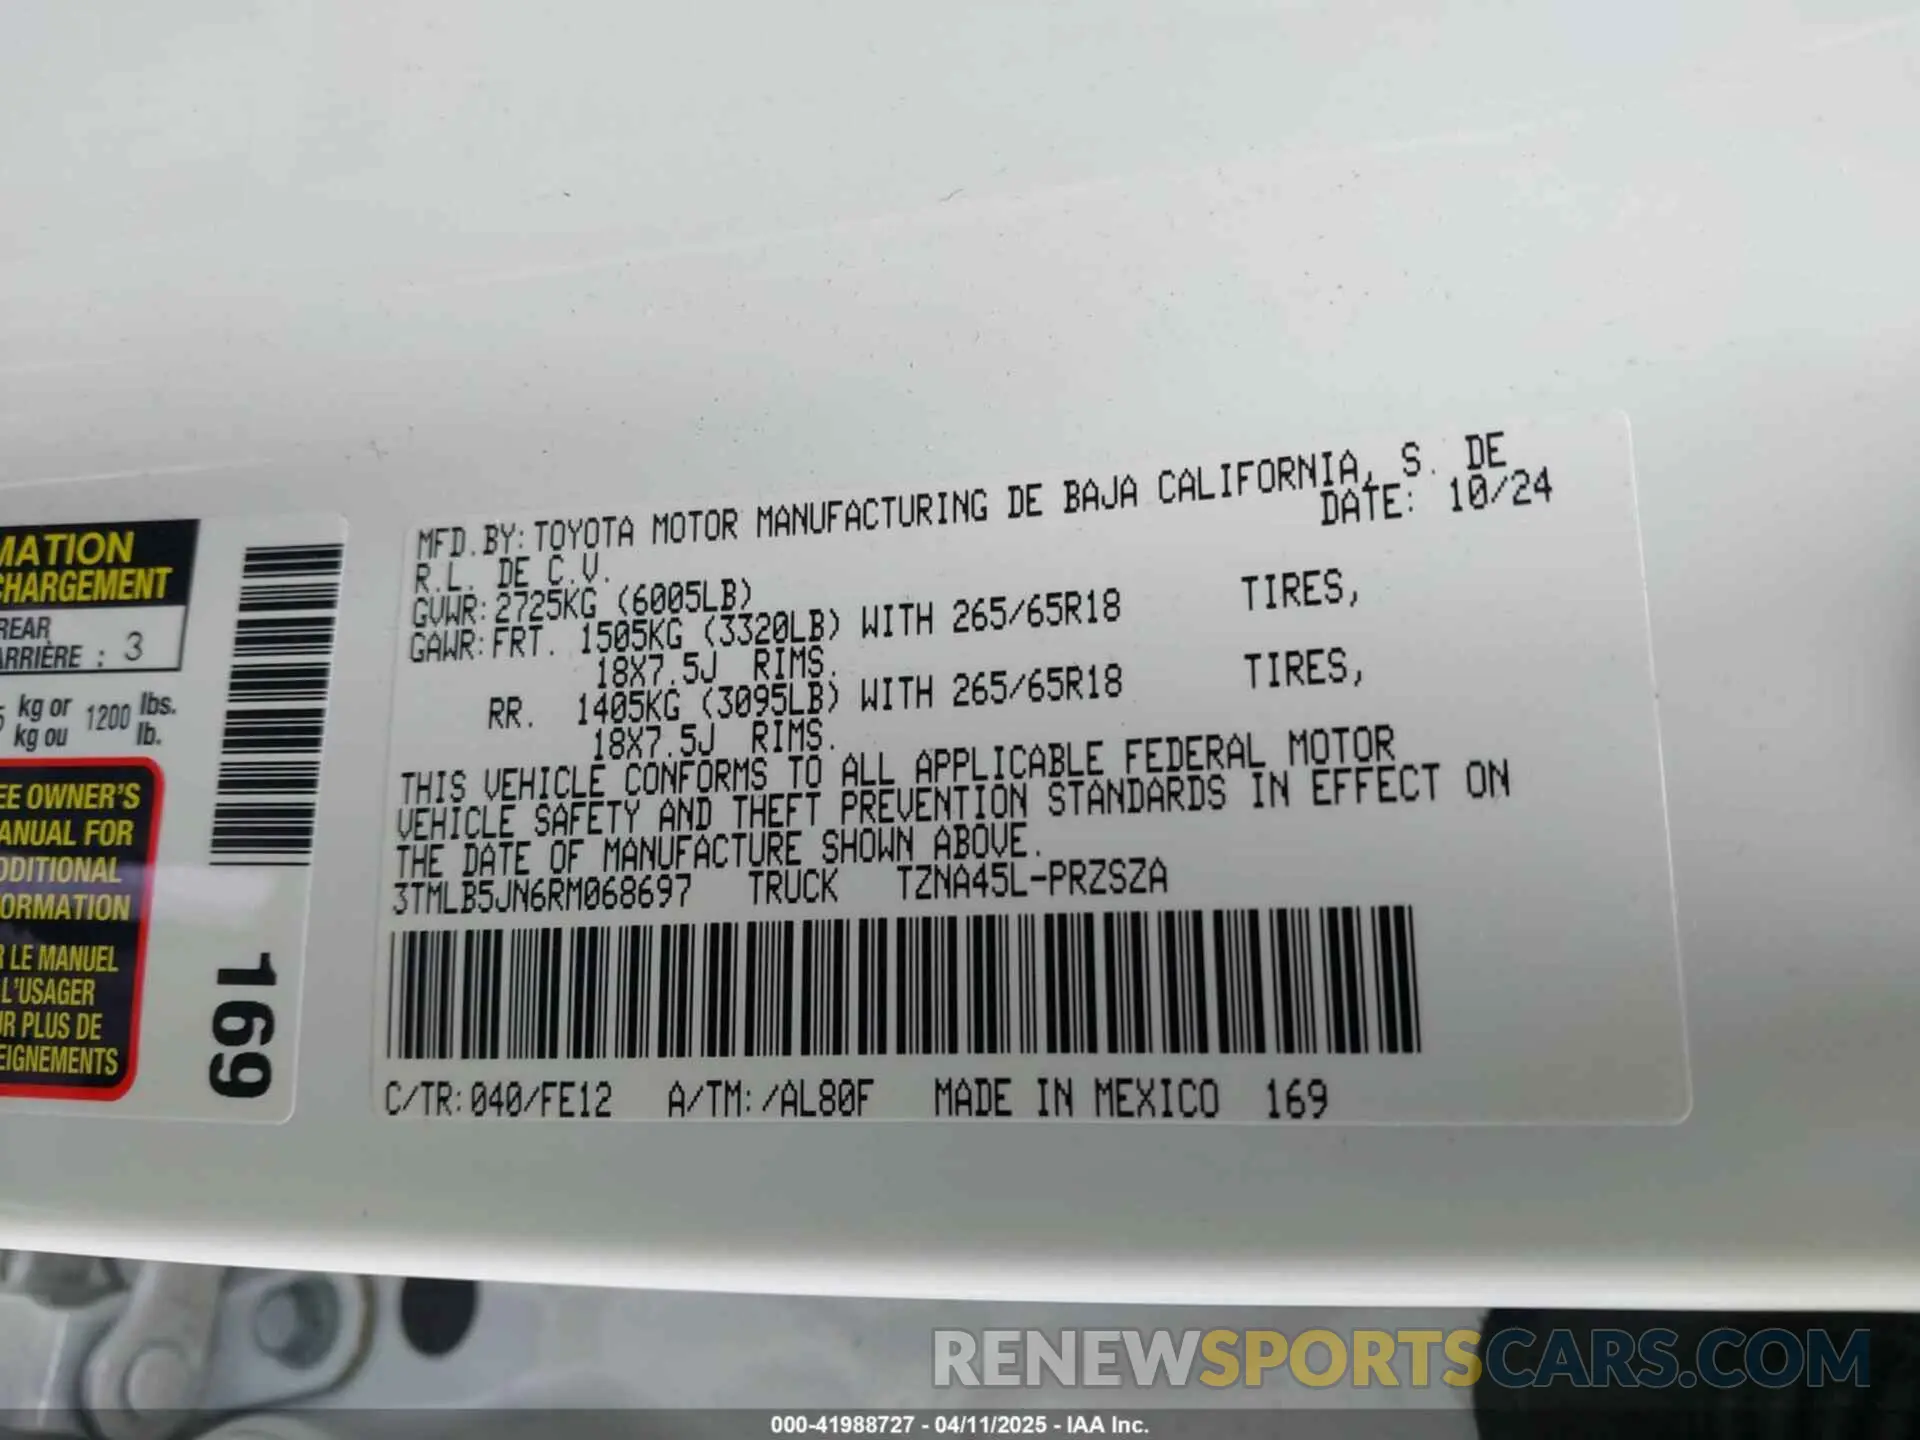 MATION
CHARGEMENT
REAR
ARRIÈRE : 3
kg or 1200 lbs.
kg ou lb.
EE OWNER'S
ANUAL FOR
DDITIONAL
FORMATION
R LE MANUEL
L'USAGER
UR PLUS DE
EIGNEMENTS
169
MFD.BY:TOYOTA MOTOR MANUFACTURING DE BAJA CALIFORNIA, S. DE
R.L. DE C.V. DATE: 10/24
GVWR:2725KG (6005LB)
GAWR:FRT. 1505KG (3320LB) WITH 265/65R18 TIRES,
18X7.5J RIMS.
RR. 1405KG (3095LB) WITH 265/65R18 TIRES,
18X7.5J RIMS.
THIS VEHICLE CONFORMS TO ALL APPLICABLE FEDERAL MOTOR
VEHICLE SAFETY AND THEFT PREVENTION STANDARDS IN EFFECT ON
THE DATE OF MANUFACTURE SHOWN ABOVE.
3TMLB5JN6RM068697 TRUCK TZNA45L-PRZSZA
C/TR:040/FE12 A/TM:/AL80F MADE IN MEXICO 169
RENEWSPORTSCARS.COM
000-41988727 - 04/11/2025 - IAA Inc.